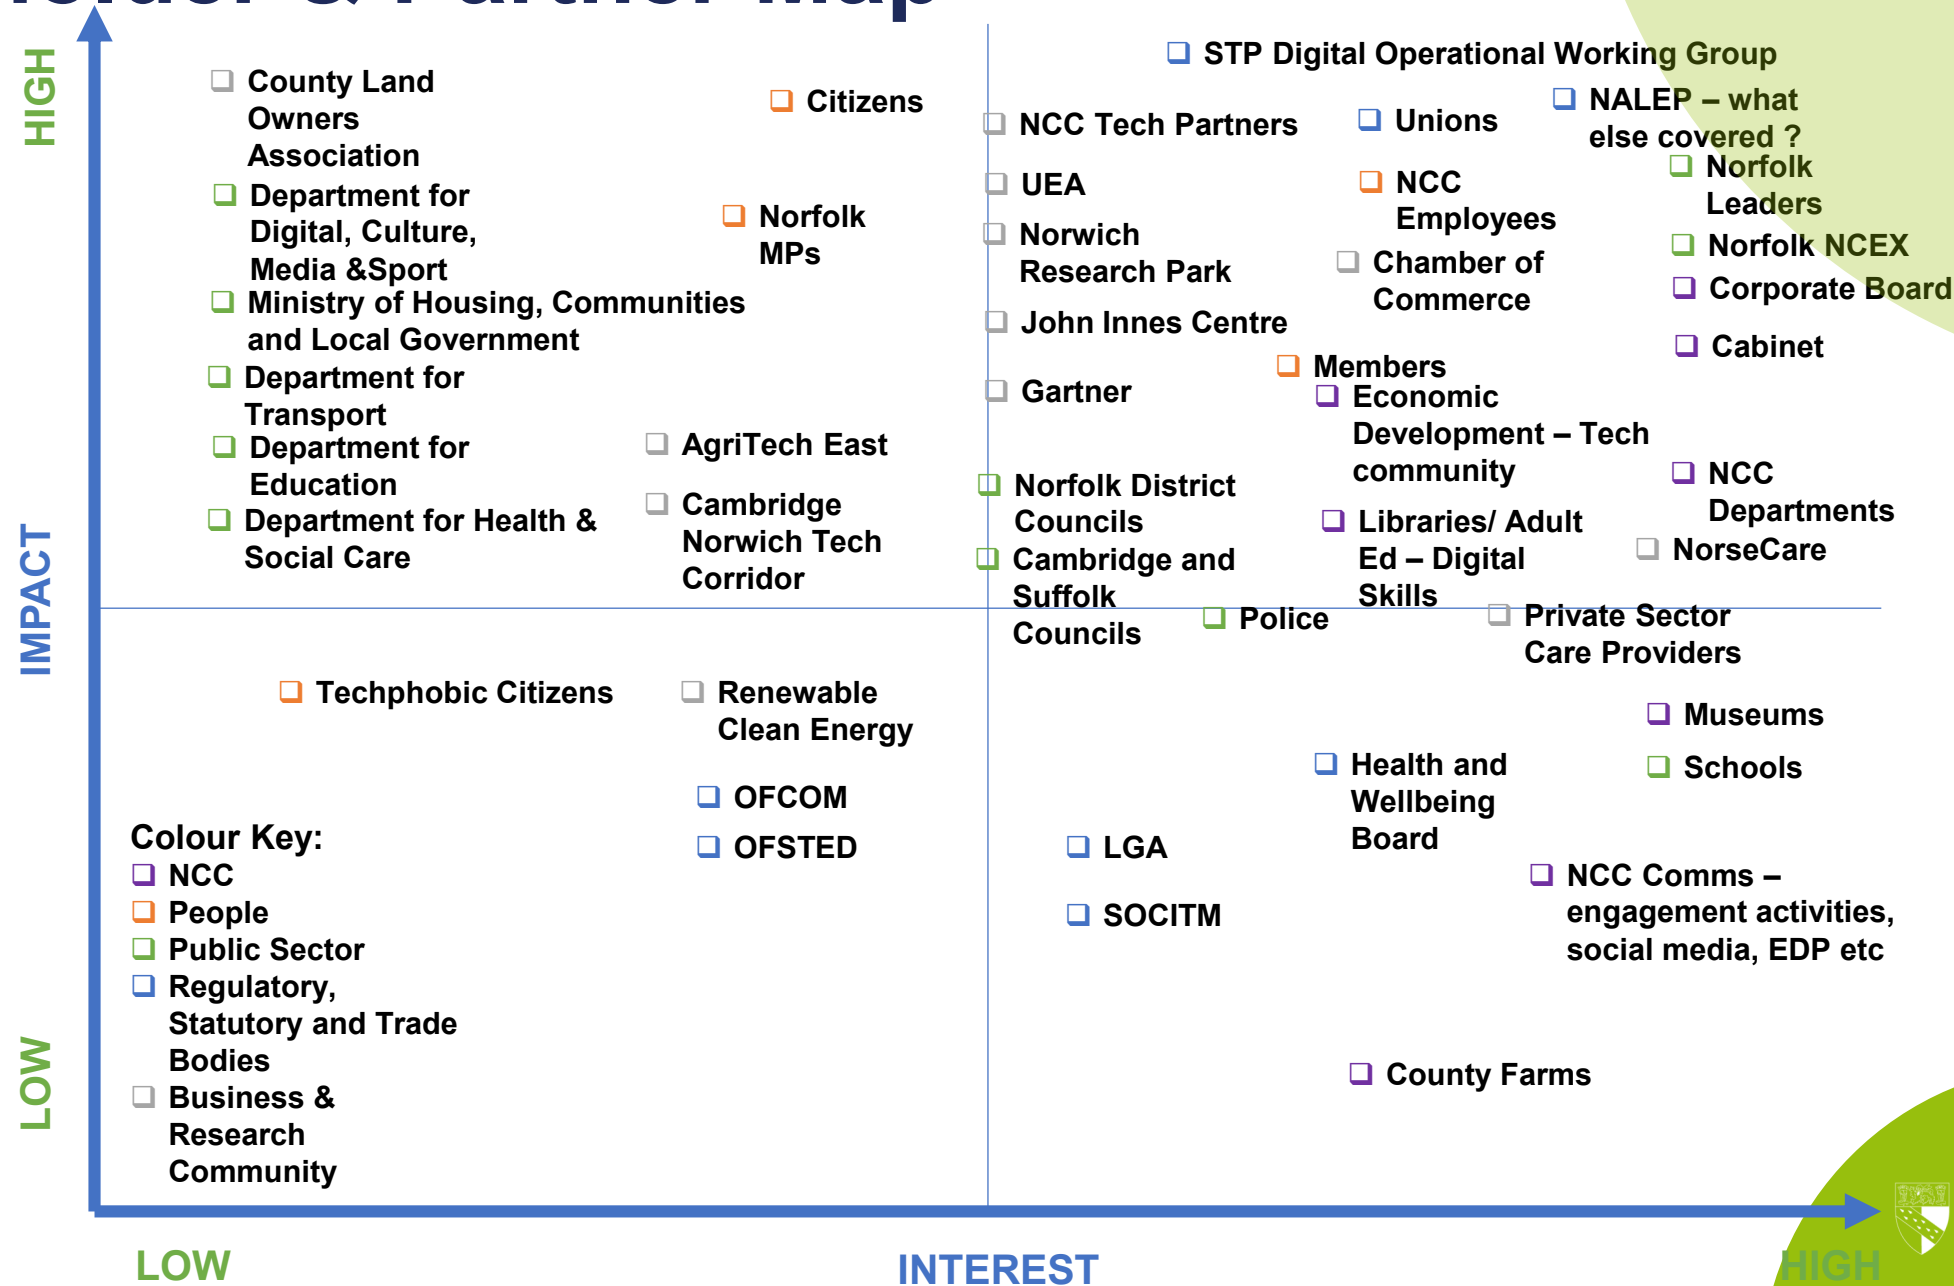 & Partner Map
HIGH
IMPACT
LOW
County Land
Owners
Association
Department for
Digital, Culture,
Media &Sport
Ministry of Housing, Communities
and Local Government
Department for
Transport
Department for
Education
Department for Health &
Social Care
Citizens
Norfolk
MPs
AgriTech East
Cambridge
Norwich Tech
Corridor
STP Digital Operational Working Group
NCC Tech Partners
UEA
Norwich
Research Park
John Innes Centre
Gartner
Norfolk District
Councils
Cambridge and
Suffolk
Councils
Unions
NCC
Employees
Chamber of
Commerce
Members
Economic
Development – Tech
community
Libraries/ Adult
Ed – Digital
Skills
Police
NALEP – what
else covered ?
Norfolk
Leaders
Norfolk NCEX
Corporate Board
Cabinet
NCC
Departments
NorseCare
Private Sector
Care Providers
Techphobic Citizens
Renewable
Clean Energy
OFCOM
OFSTED
Colour Key:
NCC
People
Public Sector
Regulatory,
Statutory and Trade
Bodies
Business &
Research
Community
Museums
Schools
Health and
Wellbeing
Board
LGA
SOCITM
NCC Comms –
engagement activities,
social media, EDP etc
County Farms
LOW
INTEREST
HIGH